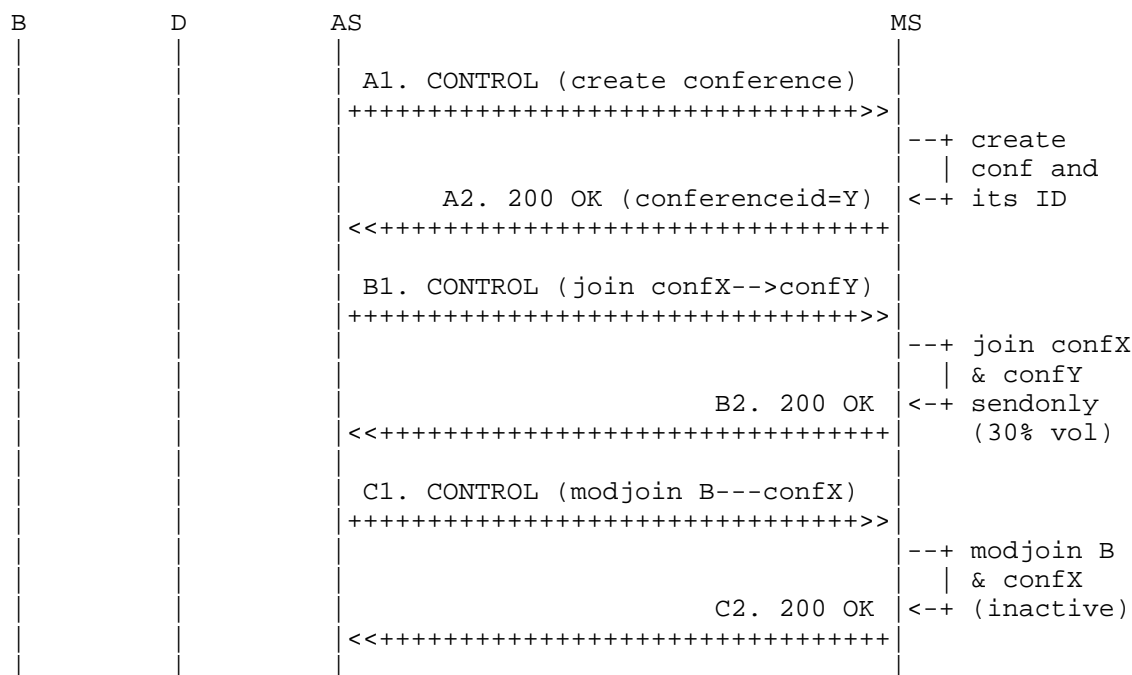 B          D          AS                                  MS
A1. CONTROL (create conference)
++++++++++++++++++++++++++++++++>>
--+ create
| conf and
A2. 200 OK (conferenceid=Y) <-+ its ID
<<++++++++++++++++++++++++++++++++
B1. CONTROL (join confX-->confY)
++++++++++++++++++++++++++++++++>>
--+ join confX
| & confY
B2. 200 OK <-+ sendonly
<<++++++++++++++++++++++++++++++++ (30% vol)
C1. CONTROL (modjoin B---confX)
++++++++++++++++++++++++++++++++>>
--+ modjoin B
| & confX
C2. 200 OK <-+ (inactive)
<<++++++++++++++++++++++++++++++++